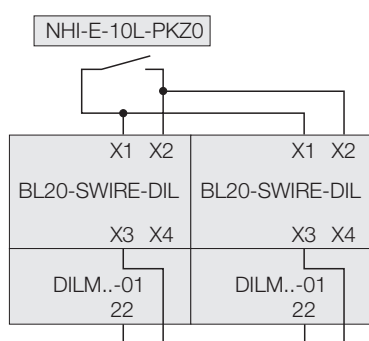 NHI-E-10L-PKZ0
X1 X2 X1 X2
BL20-SWIRE-DIL BL20-SWIRE-DIL
X3 X4 X3 X4
DILM..-01 DILM..-01
22 22